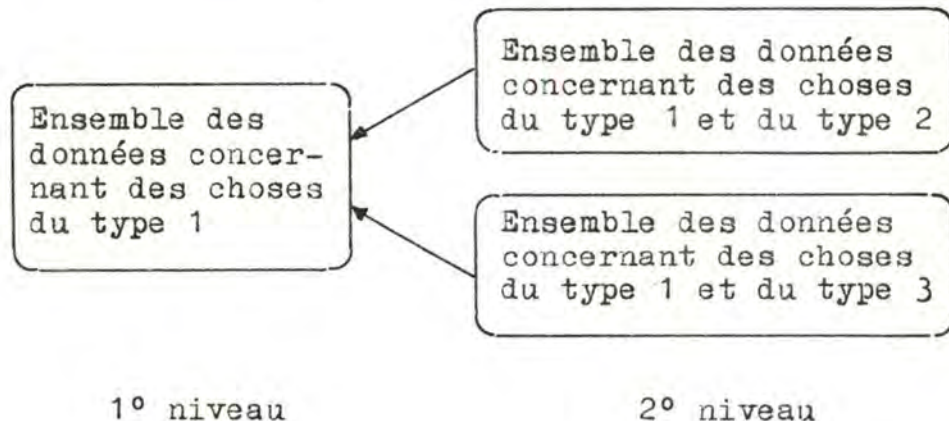 Ensemble des
données concer-
nant des choses
du type 1
Ensemble des données
concernant des choses
du type 1 et du type 2
Ensemble des données
concernant des choses
du type 1 et du type 3
1º niveau
2º niveau